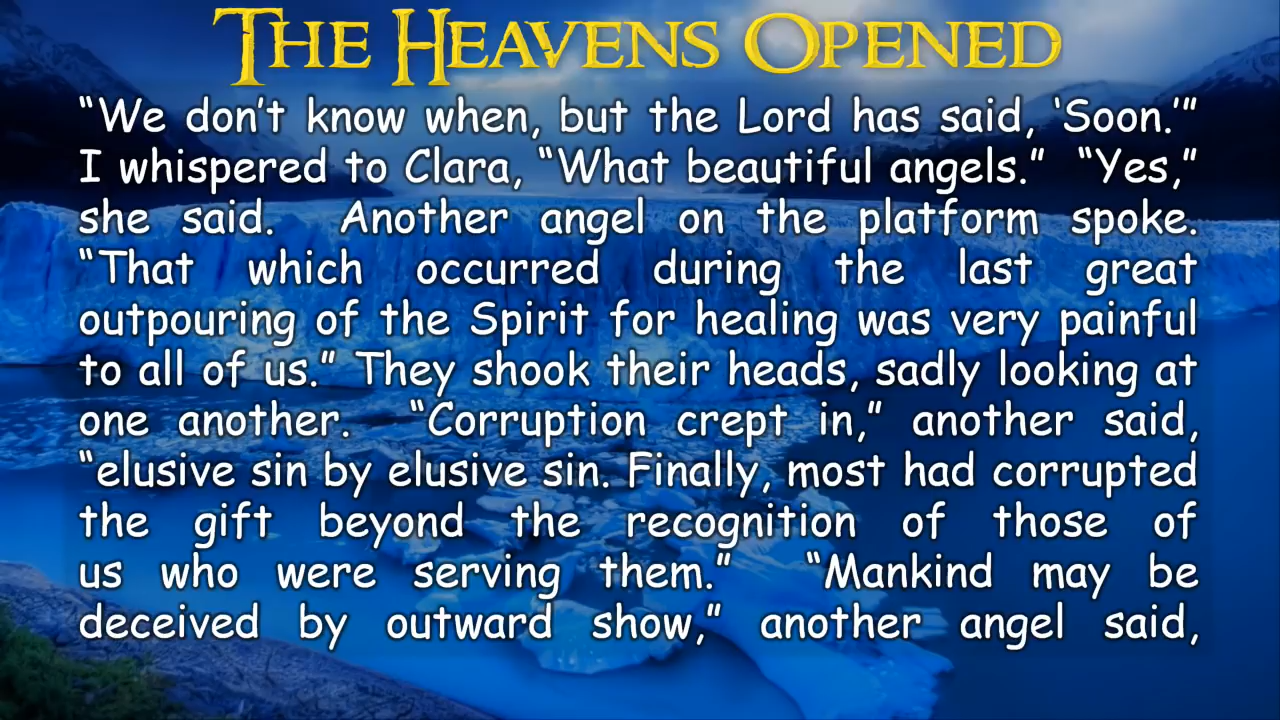 THE HEAVENS OPENED
“We don’t know when, but the Lord has said, ‘Soon.’”
I whispered to Clara, “What beautiful angels.” “Yes,”
she said. Another angel on the platform spoke.
“That which occurred during the last great
outpouring of the Spirit for healing was very painful
to all of us.” They shook their heads, sadly looking at
one another. “Corruption crept in,” another said,
“elusive sin by elusive sin. Finally, most had corrupted
the gift beyond the recognition of those of
us who were serving them.” “Mankind may be
deceived by outward show,” another angel said,